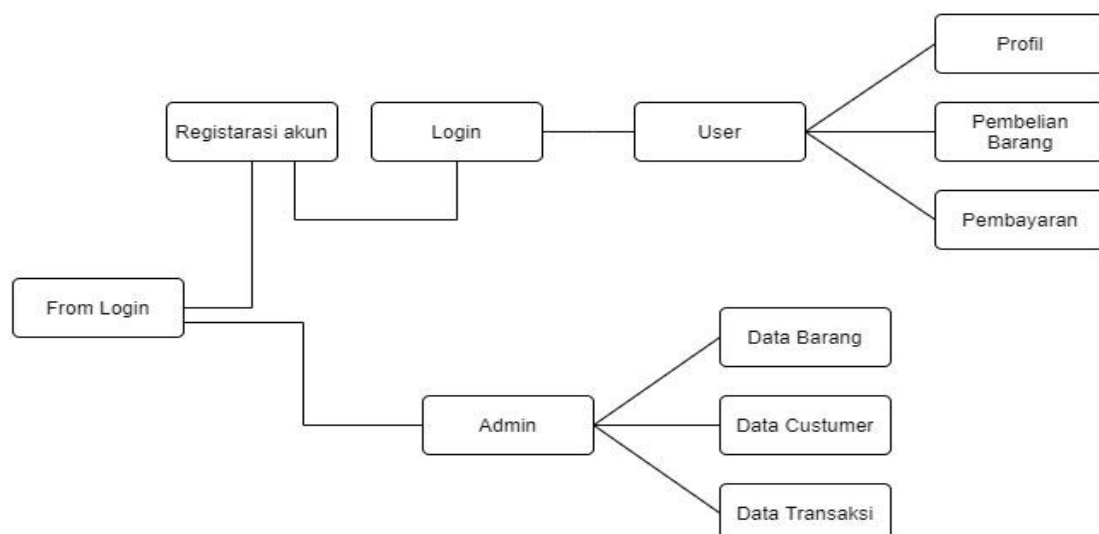 Profil
Registarasi akun
Login
User
Pembelian
Barang
Pembayaran
From Login
Data Barang
Admin
Data Custumer
Data Transaksi